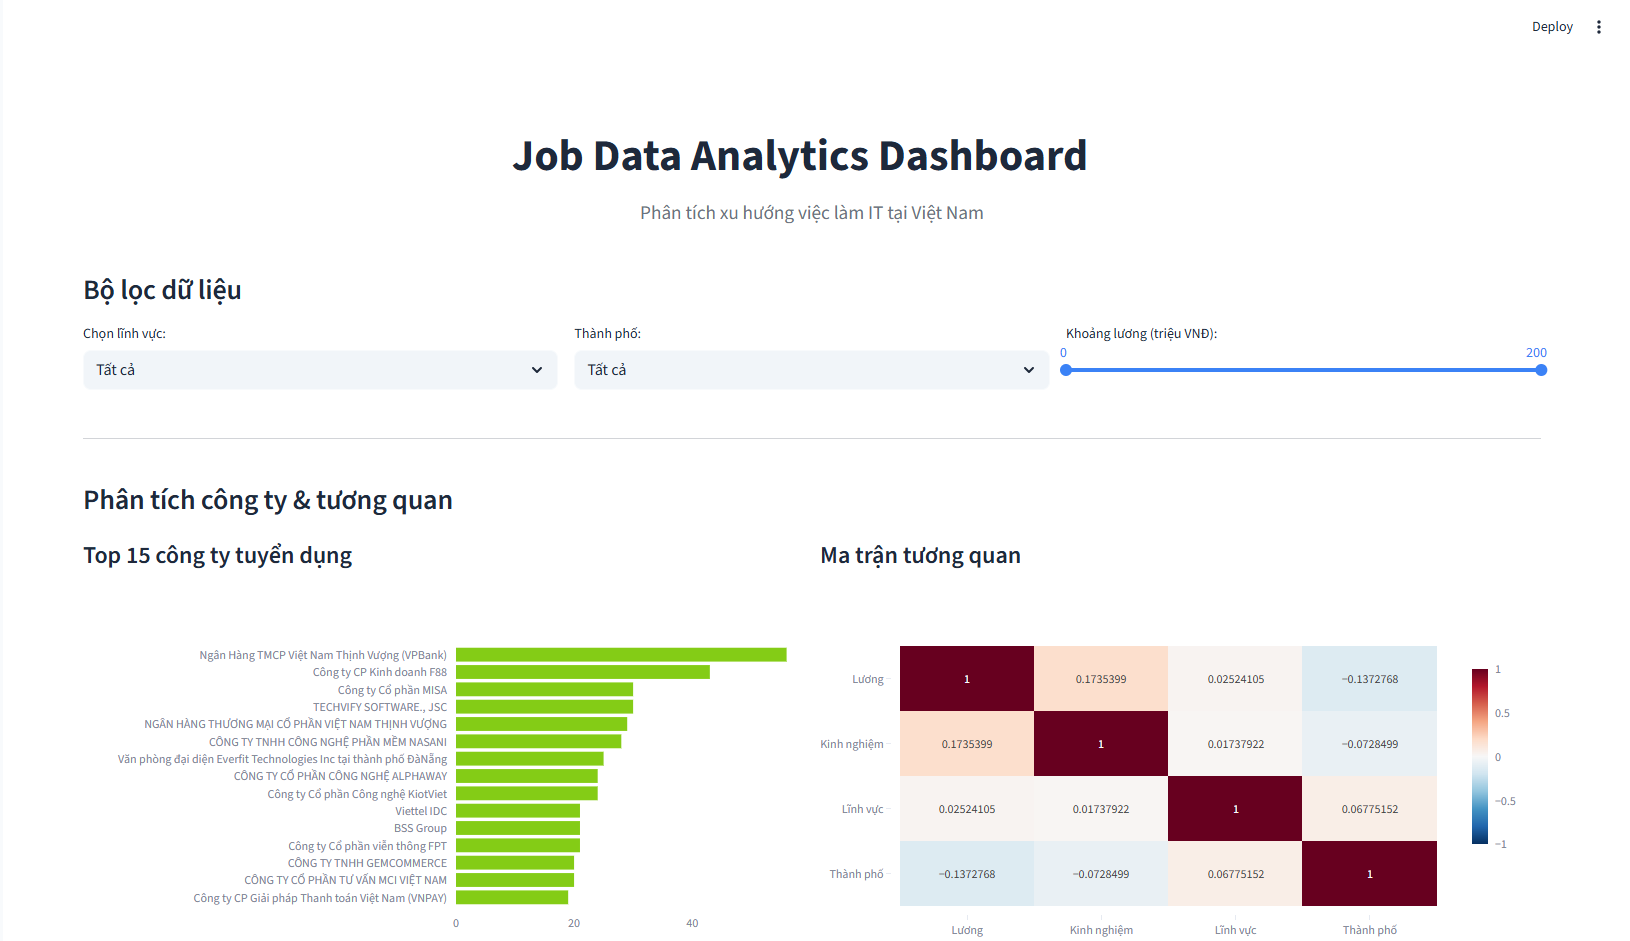 Deploy
Job Data Analytics Dashboard
Phân tích xu hướng việc làm IT tại Việt Nam
Bộ lọc dữ liệu
Chọn lĩnh vực:
Tất cả
Thành phố:
Tất cả
Khoảng lương (triệu VNĐ):
0 200
Phân tích công ty & tương quan
Top 15 công ty tuyển dụng
Ngân Hàng TMCP Việt Nam Thịnh Vượng (VPBank)
Công ty CP Kinh doanh F88
Công ty Cổ phần MISA
TECHVIFY SOFTWARE., JSC
NGÂN HÀNG THƯƠNG MẠI CỔ PHẦN VIỆT NAM THỊNH VƯỢNG
CÔNG TY TNHH CÔNG NGHỆ PHẦN MỀM NASANI
Văn phòng đại diện Everfit Technologies Inc tại thành phố ĐàNẵng
CÔNG TY CỔ PHẦN CÔNG NGHỆ ALPHAWAY
Công ty Cổ phần Công nghệ KiotViet
Viettel IDC
BSS Group
Công ty Cổ phần viễn thông FPT
CÔNG TY TNHH GEMCOMMERCE
CÔNG TY CỔ PHẦN TƯ VẤN MCI VIỆT NAM
Công ty CP Giải pháp Thanh toán Việt Nam (VNPAY)
0 20 40
Ma trận tương quan
Lương 1 0.1735399 0.02524105 −0.1372768
Kinh nghiệm 0.1735399 1 0.01737922 −0.0728499
Lĩnh vực 0.02524105 0.01737922 1 0.06775152
Thành phố −0.1372768 −0.0728499 0.06775152 1
Lương Kinh nghiệm Lĩnh vực Thành phố
1
0.5
0
−0.5
−1